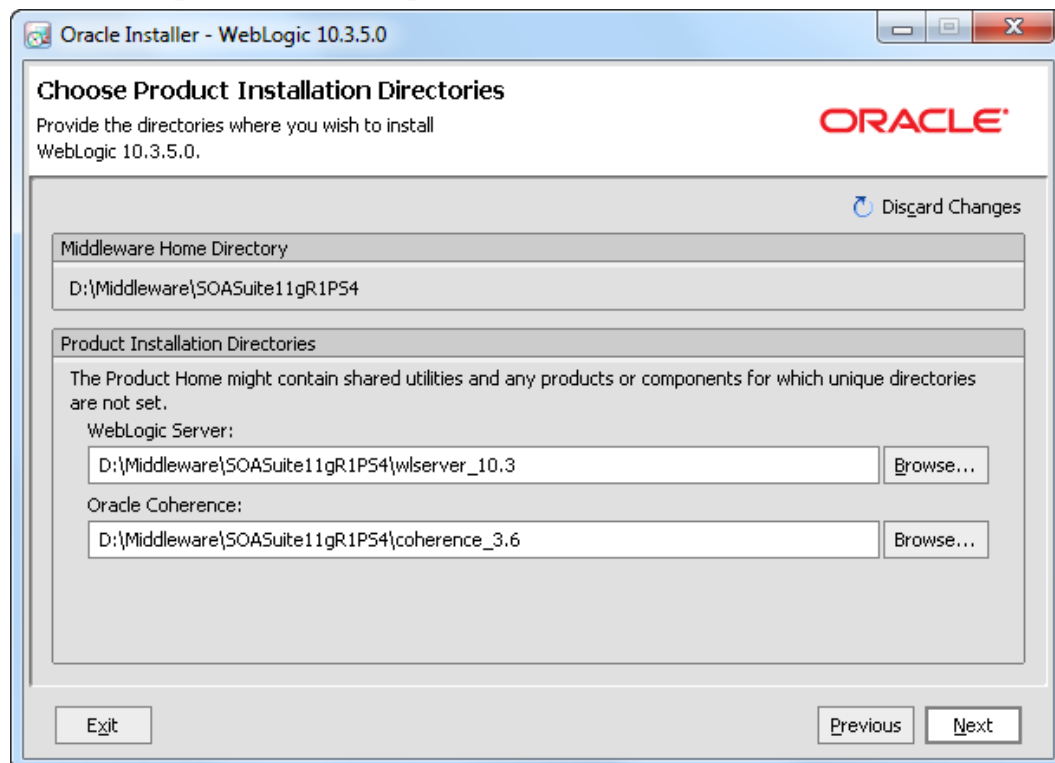 Oracle Installer - WebLogic 10.3.5.0
Choose Product Installation Directories
Provide the directories where you wish to install
WebLogic 10.3.5.0.
ORACLE
Discard Changes
Middleware Home Directory
D:\Middleware\SOASuite11gR1PS4
Product Installation Directories
The Product Home might contain shared utilities and any products or components for which unique directories
are not set.
WebLogic Server:
D:\Middleware\SOASuite11gR1PS4\wlserver_10.3
Browse...
Oracle Coherence:
D:\Middleware\SOASuite11gR1PS4\coherence_3.6
Browse...
Exit
Previous
Next